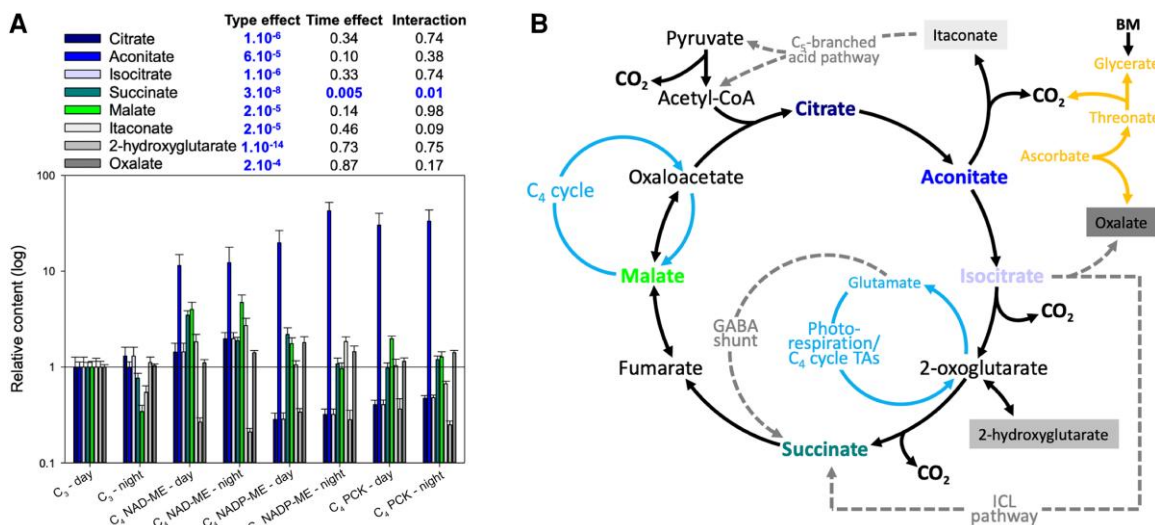 A
Type effect Time effect Interaction
Citrate 1.10-6 0.34 0.74
Aconitate 6.10-5 0.10 0.38
Isocitrate 1.10-6 0.33 0.74
Succinate 3.10-8 0.005 0.01
Malate 2.10-5 0.14 0.98
Itaconate 2.10-5 0.46 0.09
2-hydroxyglutarate 1.10-14 0.73 0.75
Oxalate 2.10-4 0.87 0.17
Relative content (log)
100
10
1
0.1
C3 - day
C3 - night
C4 NAD-ME - day
C4 NAD-ME - night
C4 NADP-ME - day
NADP-ME - night
C4 PCK - day
C4 PCK - night
B
Pyruvate
C5-branched
acid pathway
Itaconate
BM
Glycerate
CO2
Acetyl-CoA
CO2
Citrate
Threonate
Ascorbate
Oxaloacetate
C4 cycle
Aconitate
Oxalate
Malate
Isocitrate
Glutamate
GABA
shunt
CO2
Photo-
respiration/
C4 cycle TAs
Fumarate
2-oxoglutarate
2-hydroxyglutarate
Succinate
CO2
ICL
pathway